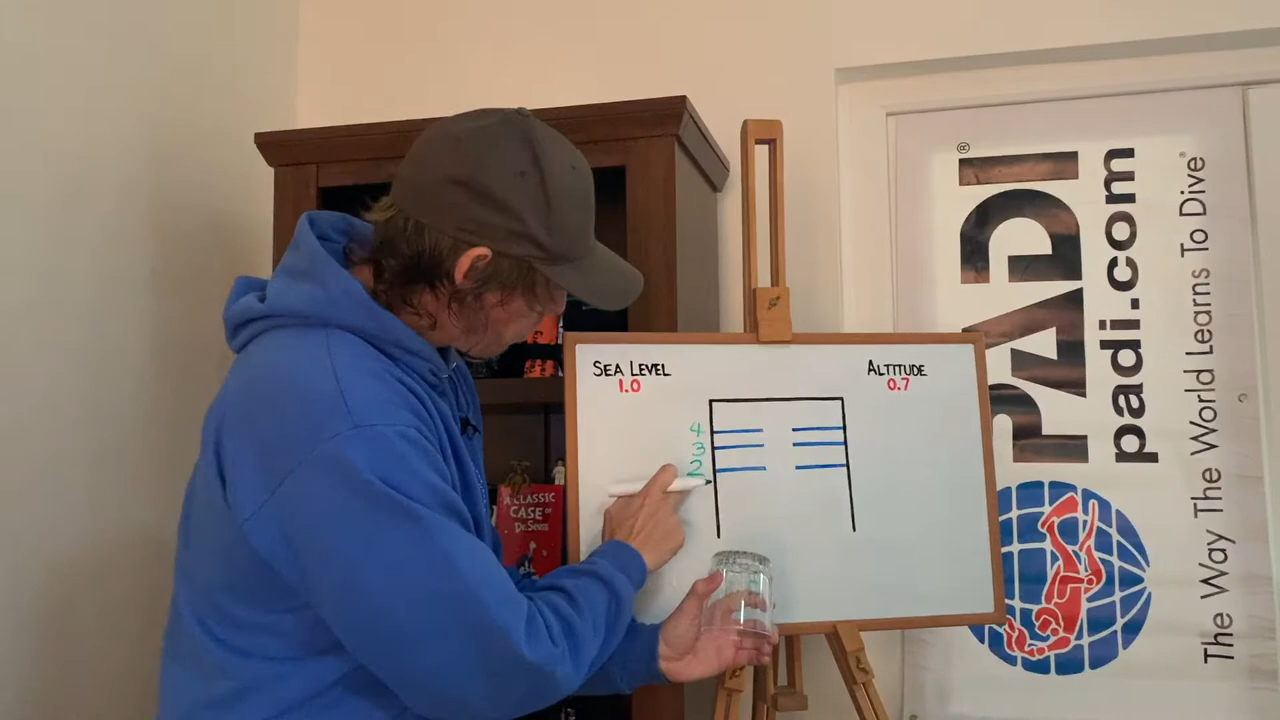 SEA LEVEL
1.0
ALTITUDE
0.7
4
3
2
A CLASSIC
CASE OF
Dr. Seuss
PADI®
padi.com
The Way The World Learns To Dive®